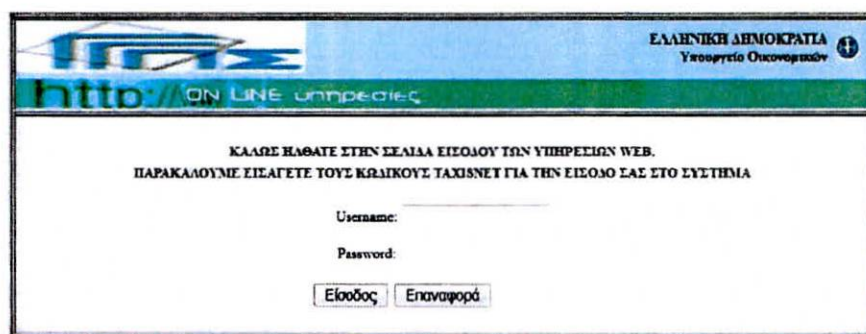 ΓΓΠΣ
ΕΛΛΗΝΙΚΗ ΔΗΜΟΚΡΑΤΙΑ
Υπουργείο Οικονομικών
http:// ON LINE υπηρεσίες
ΚΑΛΩΣ ΗΛΘΑΤΕ ΣΤΗΝ ΣΕΛΙΔΑ ΕΙΣΟΔΟΥ ΤΩΝ ΥΠΗΡΕΣΙΩΝ WEB.
ΠΑΡΑΚΑΛΟΥΜΕ ΕΙΣΑΓΕΤΕ ΤΟΥΣ ΚΩΔΙΚΟΥΣ TAXISNET ΓΙΑ ΤΗΝ ΕΙΣΟΔΟ ΣΑΣ ΣΤΟ ΣΥΣΤΗΜΑ
Username:
Password:
Είσοδος Επαναφορά